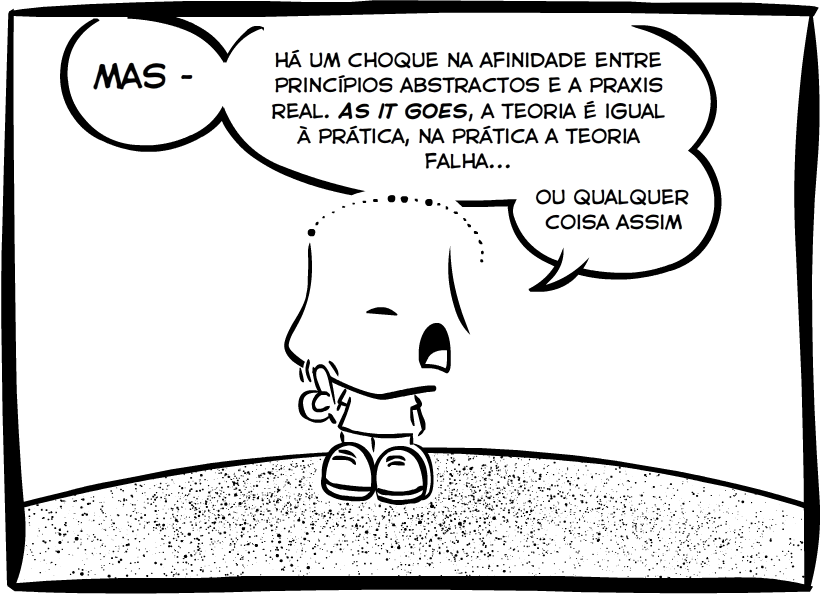 MAS -
HÁ UM CHOQUE NA AFINIDADE ENTRE
PRINCÍPIOS ABSTRACTOS E A PRAXIS
REAL. AS IT GOES, A TEORIA É IGUAL
À PRÁTICA, NA PRÁTICA A TEORIA
FALHA...
OU QUALQUER
COISA ASSIM